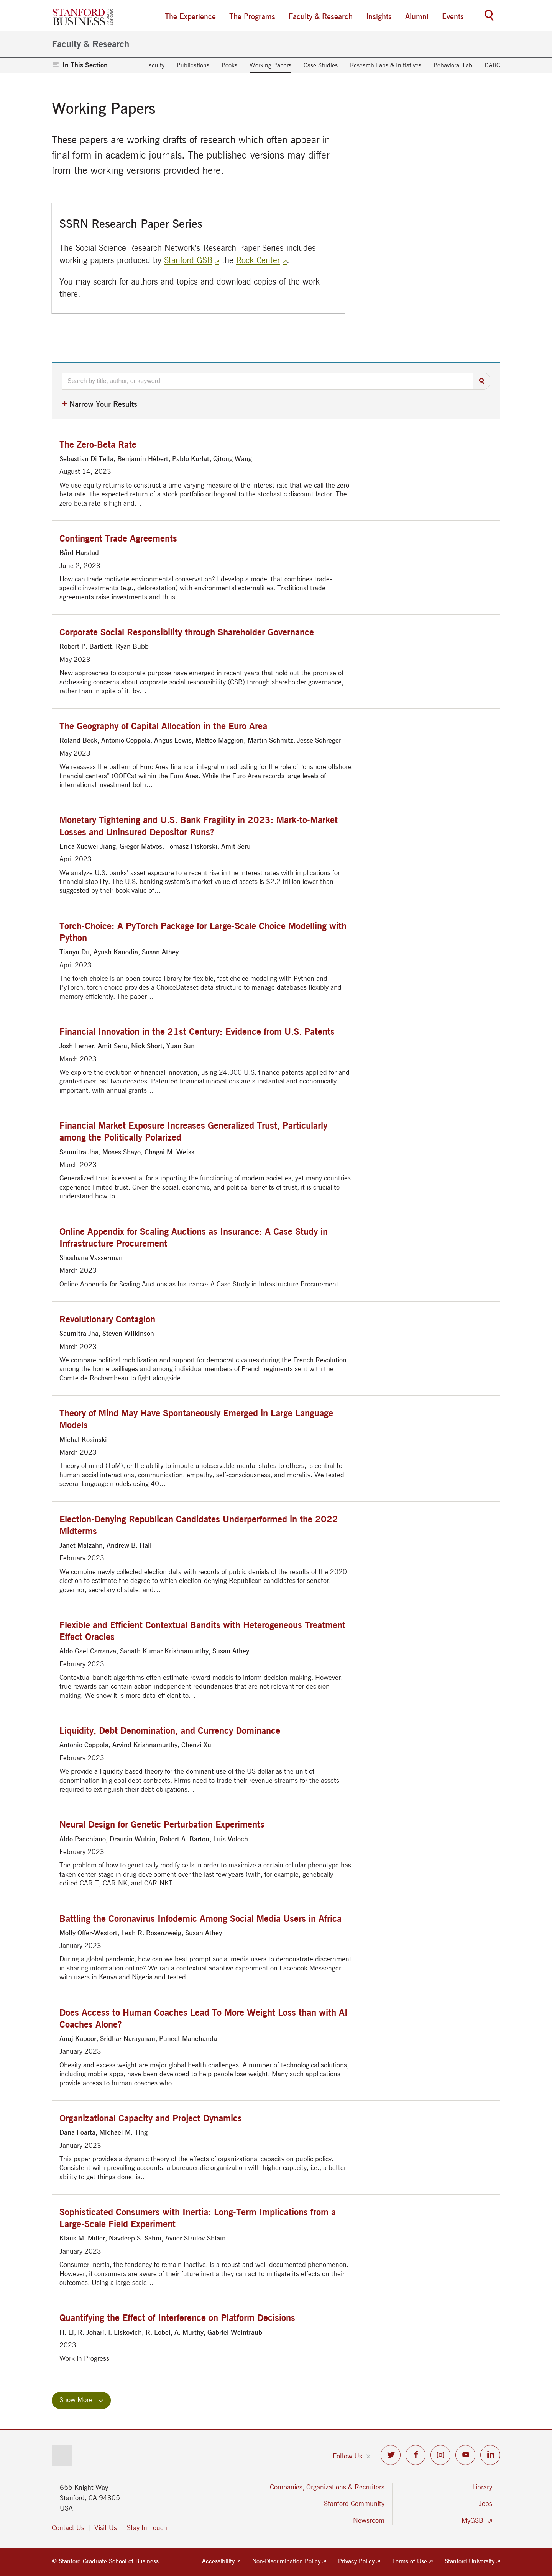 STANFORD
BUSINESS
The Experience
The Programs
Faculty & Research
Insights
Alumni
Events
Faculty & Research
In This Section
Faculty
Publications
Books
Working Papers
Case Studies
Research Labs & Initiatives
Behavioral Lab
DARC
Working Papers
These papers are working drafts of research which often appear in
final form in academic journals. The published versions may differ
from the working versions provided here.
SSRN Research Paper Series
The Social Science Research Network's Research Paper Series includes
working papers produced by Stanford GSB the Rock Center .
You may search for authors and topics and download copies of the work
there.
Search by title, author, or keyword
+ Narrow Your Results
The Zero-Beta Rate
Sebastian Di Tella, Benjamin Hébert, Pablo Kurlat, Qitong Wang
August 14, 2023
We use equity returns to construct a time-varying measure of the interest rate that we call the zero-
beta rate: the expected return of a stock portfolio orthogonal to the stochastic discount factor. The
zero-beta rate is high and…
Contingent Trade Agreements
Bård Harstad
June 2, 2023
How can trade motivate environmental conservation? I develop a model that combines trade-
specific investments (e.g., deforestation) with environmental externalities. Traditional trade
agreements raise investments and thus…
Corporate Social Responsibility through Shareholder Governance
Robert P. Bartlett, Ryan Bubb
May 2023
New approaches to corporate purpose have emerged in recent years that hold out the promise of
addressing concerns about corporate social responsibility (CSR) through shareholder governance,
rather than in spite of it, by…
The Geography of Capital Allocation in the Euro Area
Roland Beck, Antonio Coppola, Angus Lewis, Matteo Maggiori, Martin Schmitz, Jesse Schreger
May 2023
We reassess the pattern of Euro Area financial integration adjusting for the role of “onshore offshore
financial centers” (OOFCs) within the Euro Area. While the Euro Area records large levels of
international investment both…
Monetary Tightening and U.S. Bank Fragility in 2023: Mark-to-Market
Losses and Uninsured Depositor Runs?
Erica Xuewei Jiang, Gregor Matvos, Tomasz Piskorski, Amit Seru
April 2023
We analyze U.S. banks' asset exposure to a recent rise in the interest rates with implications for
financial stability. The U.S. banking system's market value of assets is $2.2 trillion lower than
suggested by their book value of…
Torch-Choice: A PyTorch Package for Large-Scale Choice Modelling with
Python
Tianyu Du, Ayush Kanodia, Susan Athey
April 2023
The torch-choice is an open-source library for flexible, fast choice modeling with Python and
PyTorch. torch-choice provides a ChoiceDataset data structure to manage databases flexibly and
memory-efficiently. The paper…
Financial Innovation in the 21st Century: Evidence from U.S. Patents
Josh Lerner, Amit Seru, Nick Short, Yuan Sun
March 2023
We explore the evolution of financial innovation, using 24,000 U.S. finance patents applied for and
granted over last two decades. Patented financial innovations are substantial and economically
important, with annual grants…
Financial Market Exposure Increases Generalized Trust, Particularly
among the Politically Polarized
Saumitra Jha, Moses Shayo, Chagai M. Weiss
March 2023
Generalized trust is essential for supporting the functioning of modern societies, yet many countries
experience limited trust. Given the social, economic, and political benefits of trust, it is crucial to
understand how to…
Online Appendix for Scaling Auctions as Insurance: A Case Study in
Infrastructure Procurement
Shoshana Vasserman
March 2023
Online Appendix for Scaling Auctions as Insurance: A Case Study in Infrastructure Procurement
Revolutionary Contagion
Saumitra Jha, Steven Wilkinson
March 2023
We compare political mobilization and support for democratic values during the French Revolution
among the home bailliages and among individual members of French regiments sent with the
Comte de Rochambeau to fight alongside…
Theory of Mind May Have Spontaneously Emerged in Large Language
Models
Michal Kosinski
March 2023
Theory of mind (ToM), or the ability to impute unobservable mental states to others, is central to
human social interactions, communication, empathy, self-consciousness, and morality. We tested
several language models using 40…
Election-Denying Republican Candidates Underperformed in the 2022
Midterms
Janet Malzahn, Andrew B. Hall
February 2023
We combine newly collected election data with records of public denials of the results of the 2020
election to estimate the degree to which election-denying Republican candidates for senator,
governor, secretary of state, and…
Flexible and Efficient Contextual Bandits with Heterogeneous Treatment
Effect Oracles
Aldo Gael Carranza, Sanath Kumar Krishnamurthy, Susan Athey
February 2023
Contextual bandit algorithms often estimate reward models to inform decision-making. However,
true rewards can contain action-independent redundancies that are not relevant for decision-
making. We show it is more data-efficient to…
Liquidity, Debt Denomination, and Currency Dominance
Antonio Coppola, Arvind Krishnamurthy, Chenzi Xu
February 2023
We provide a liquidity-based theory for the dominant use of the US dollar as the unit of
denomination in global debt contracts. Firms need to trade their revenue streams for the assets
required to extinguish their debt obligations…
Neural Design for Genetic Perturbation Experiments
Aldo Pacchiano, Drausin Wulsin, Robert A. Barton, Luis Voloch
February 2023
The problem of how to genetically modify cells in order to maximize a certain cellular phenotype has
taken center stage in drug development over the last few years (with, for example, genetically
edited CAR-T, CAR-NK, and CAR-NKT…
Battling the Coronavirus Infodemic Among Social Media Users in Africa
Molly Offer-Westort, Leah R. Rosenzweig, Susan Athey
January 2023
During a global pandemic, how can we best prompt social media users to demonstrate discernment
in sharing information online? We ran a contextual adaptive experiment on Facebook Messenger
with users in Kenya and Nigeria and tested…
Does Access to Human Coaches Lead To More Weight Loss than with AI
Coaches Alone?
Anuj Kapoor, Sridhar Narayanan, Puneet Manchanda
January 2023
Obesity and excess weight are major global health challenges. A number of technological solutions,
including mobile apps, have been developed to help people lose weight. Many such applications
provide access to human coaches who…
Organizational Capacity and Project Dynamics
Dana Foarta, Michael M. Ting
January 2023
This paper provides a dynamic theory of the effects of organizational capacity on public policy.
Consistent with prevailing accounts, a bureaucratic organization with higher capacity, i.e., a better
ability to get things done, is…
Sophisticated Consumers with Inertia: Long-Term Implications from a
Large-Scale Field Experiment
Klaus M. Miller, Navdeep S. Sahni, Avner Strulov-Shlain
January 2023
Consumer inertia, the tendency to remain inactive, is a robust and well-documented phenomenon.
However, if consumers are aware of their future inertia they can act to mitigate its effects on their
outcomes. Using a large-scale…
Quantifying the Effect of Interference on Platform Decisions
H. Li, R. Johari, I. Liskovich, R. Lobel, A. Murthy, Gabriel Weintraub
2023
Work in Progress
Show More
Follow Us
655 Knight Way
Stanford, CA 94305
USA
Contact Us
Visit Us
Stay In Touch
Companies, Organizations & Recruiters
Stanford Community
Newsroom
Library
Jobs
MyGSB
© Stanford Graduate School of Business
Accessibility
Non-Discrimination Policy
Privacy Policy
Terms of Use
Stanford University